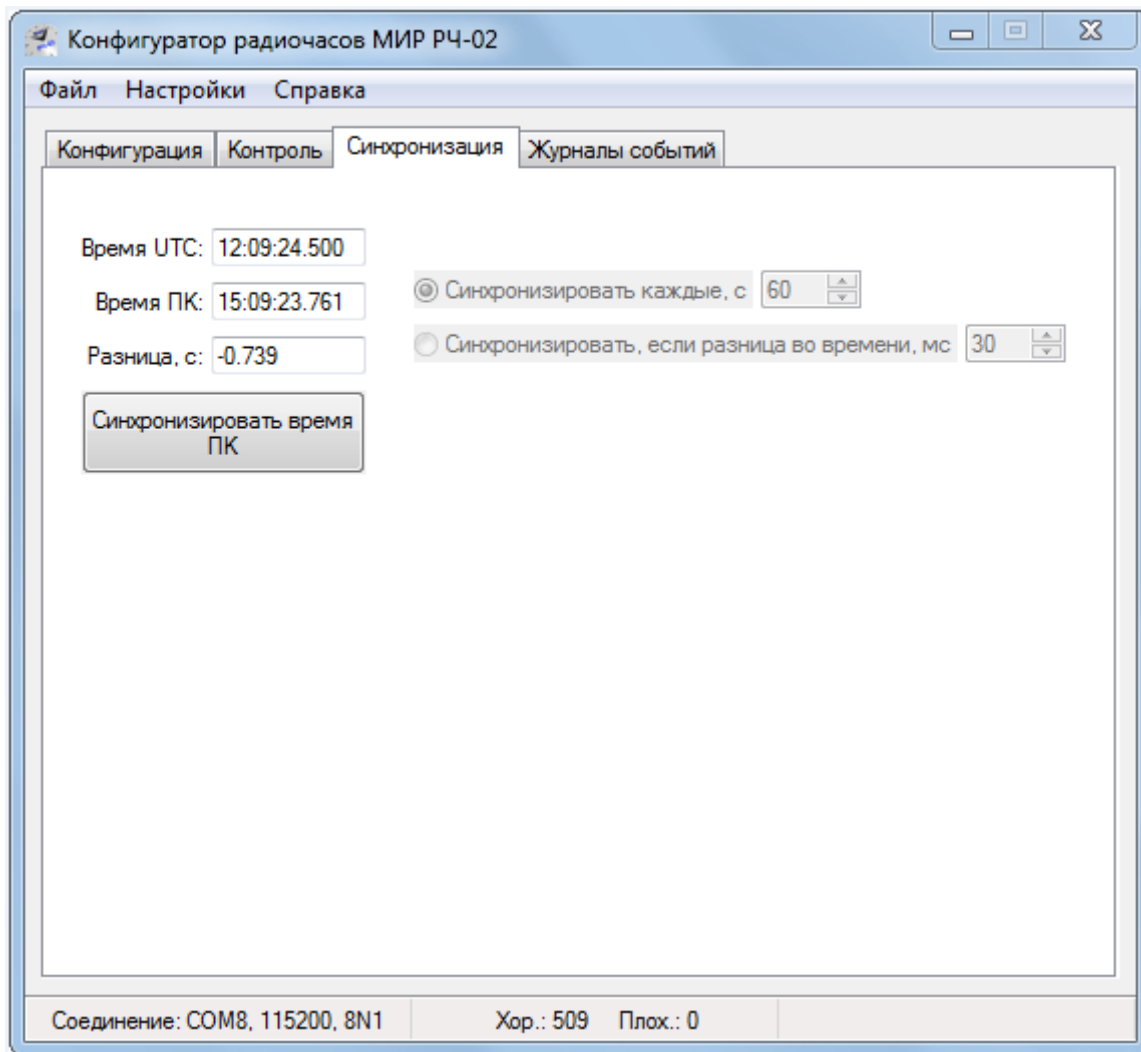 Конфигуратор радиочасов МИР РЧ-02
Файл Настройки Справка
Конфигурация Контроль Синхронизация Журналы событий
Время UTC: 12:09:24.500
Время ПК: 15:09:23.761
Разница, с: -0.739
Синхронизировать время
ПК
Синхронизировать каждые, с 60
Синхронизировать, если разница во времени, мс 30
Соединение: COM8, 115200, 8N1 Хор.: 509 Плох.: 0